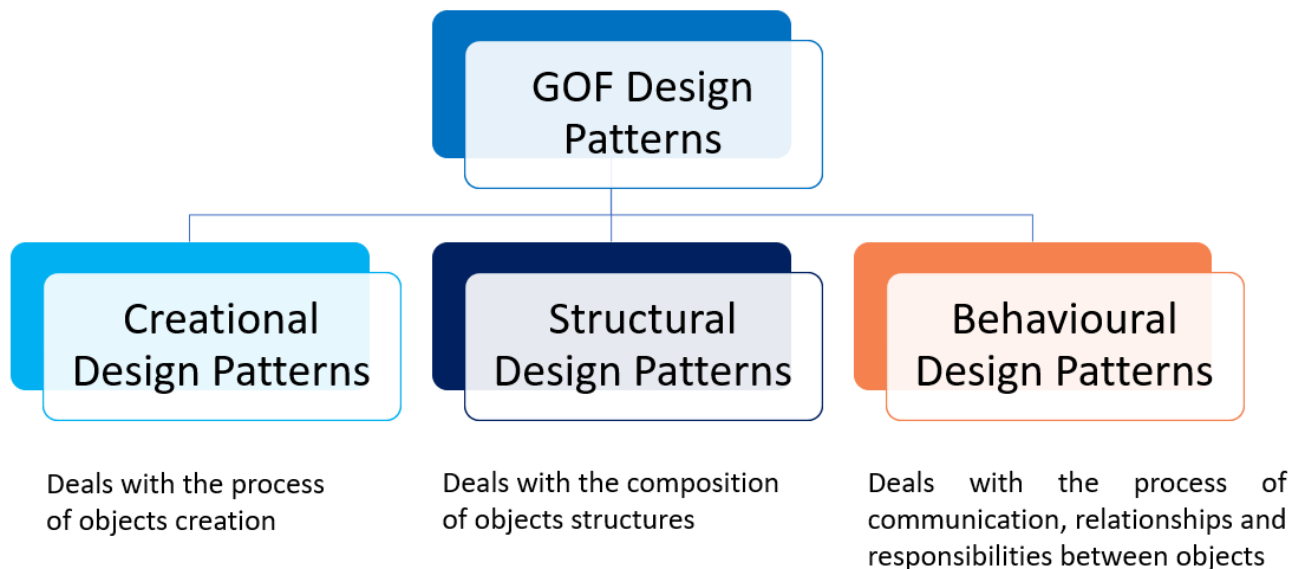 GOF Design
Patterns
Creational
Design Patterns
Structural
Design Patterns
Behavioural
Design Patterns
Deals with the process
of objects creation
Deals with the composition
of objects structures
Deals with the process of
communication, relationships and
responsibilities between objects